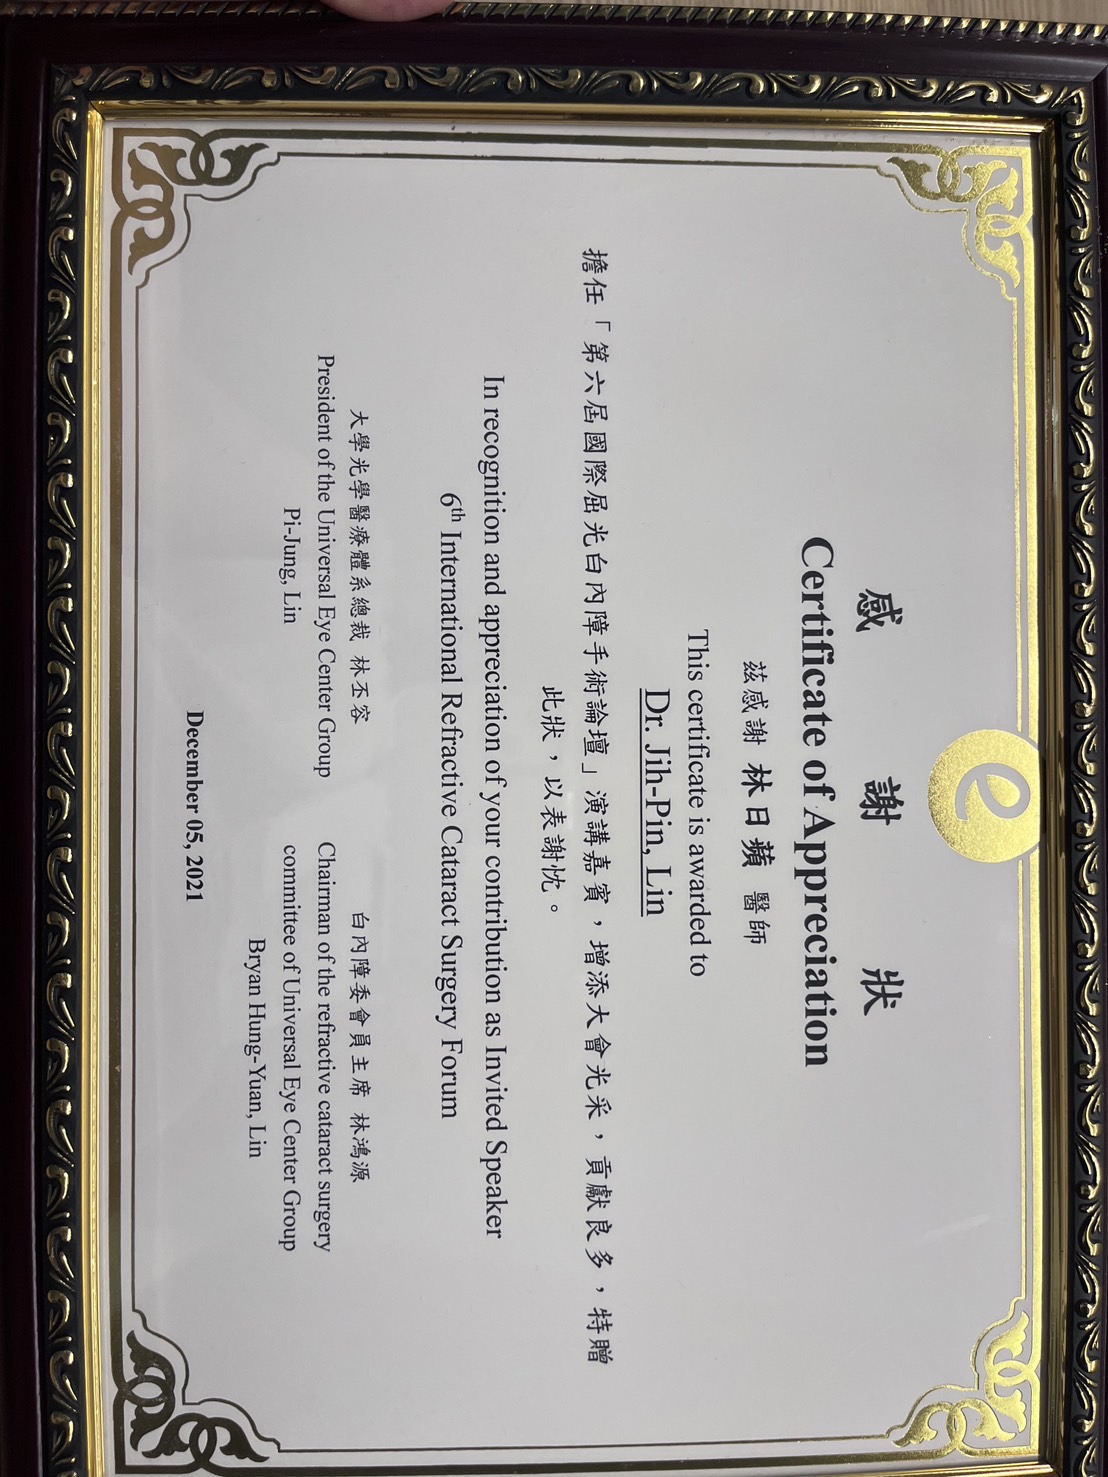 e
感謝狀
Certificate of Appreciation
茲感謝 林日蘋 醫師
This certificate is awarded to
Dr. Jih-Pin, Lin
擔任「第六屆國際屈光白內障手術論壇」演講嘉賓，增添大會光采，貢獻良多，特贈
此狀，以表謝忱。
In recognition and appreciation of your contribution as Invited Speaker
6th International Refractive Cataract Surgery Forum
大學光學醫療體系總裁 林丕容
President of the Universal Eye Center Group
Pi-Jung, Lin
白內障委會員主席 林鴻源
Chairman of the refractive cataract surgery
committee of Universal Eye Center Group
Bryan Hung-Yuan, Lin
December 05, 2021